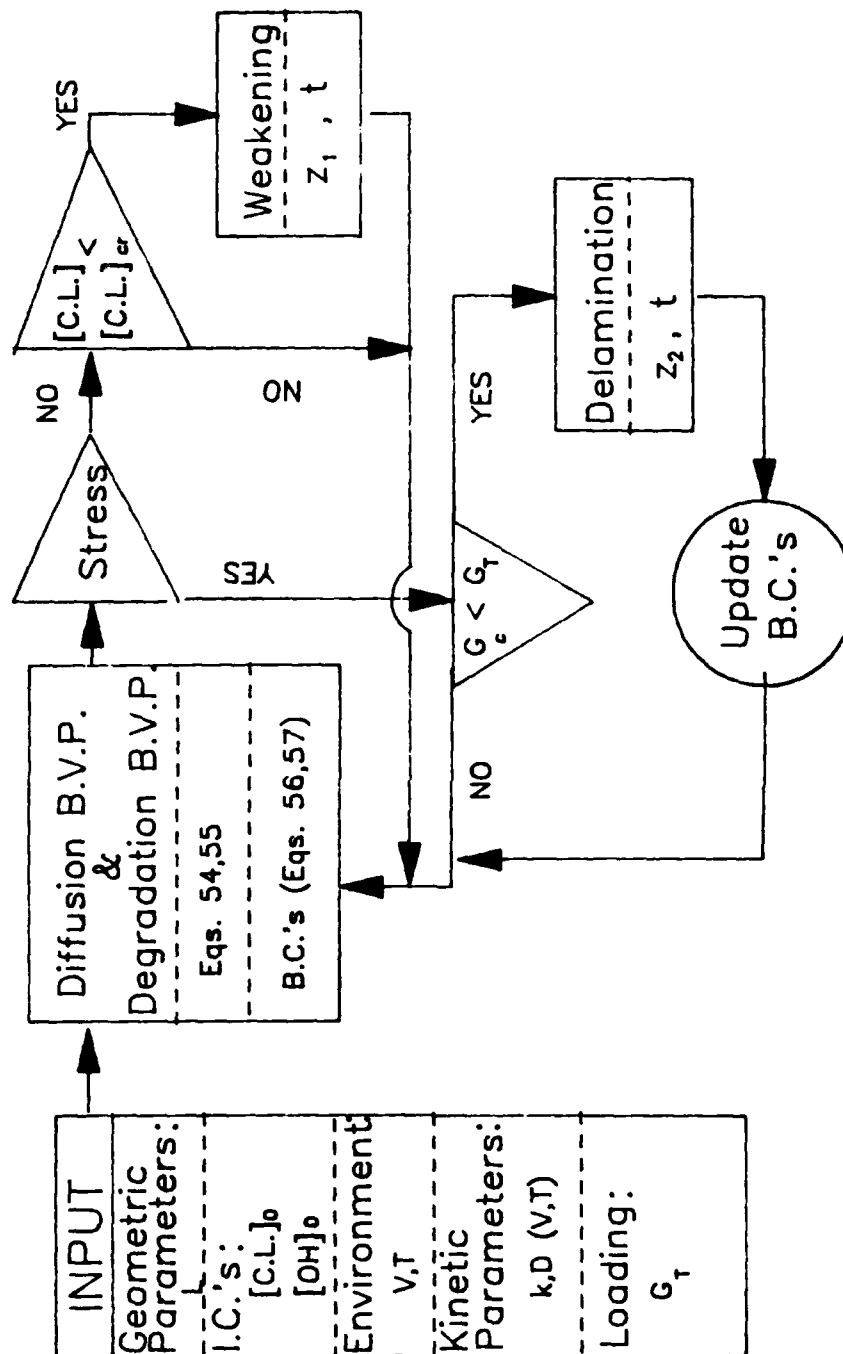 INPUT
Geometric
Parameters:
L
I.C.'s:
[C.L.]₀
[OH]₀
Environment
V,T
Kinetic
Parameters:
k,D (V,T)
Loading:
G_T
Diffusion B.V.P.
&
Degradation B.V.P.
Eqs. 54,55
B.C.'s (Eqs. 56,57)
Stress
NO
YES
[C.L.] <
[C.L.]cr
YES
NO
Weakening
z₁ , t
G_c < G_T
NO
YES
Delamination
z₂ , t
Update
B.C.'s